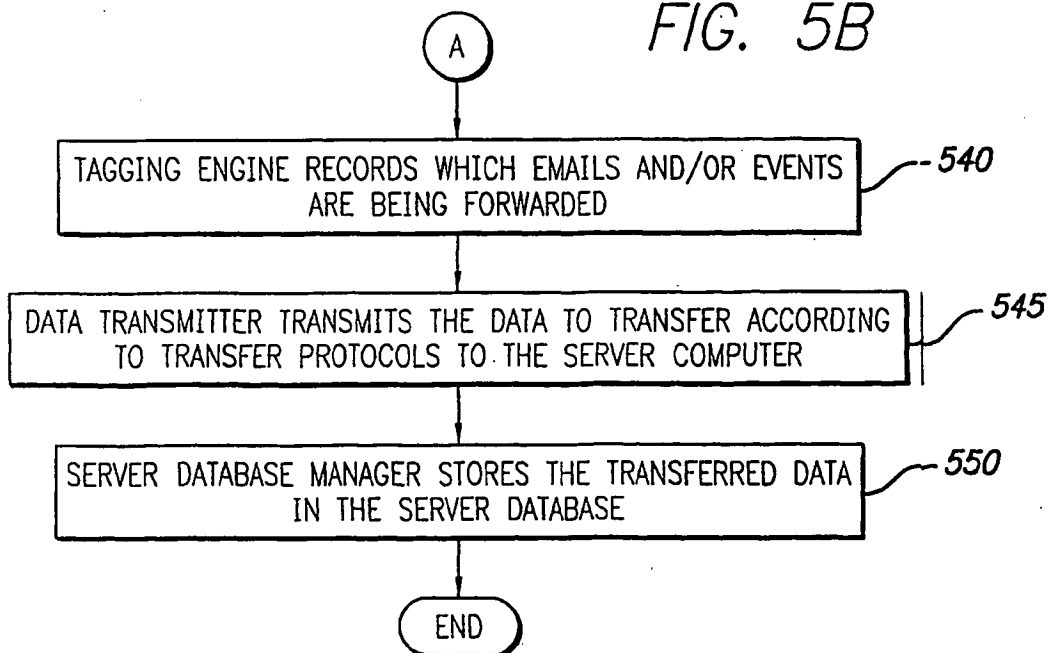 FIG. 5B
A
TAGGING ENGINE RECORDS WHICH EMAILS AND/OR EVENTS
ARE BEING FORWARDED
540
DATA TRANSMITTER TRANSMITS THE DATA TO TRANSFER ACCORDING
TO TRANSFER PROTOCOLS TO THE SERVER COMPUTER
545
SERVER DATABASE MANAGER STORES THE TRANSFERRED DATA
IN THE SERVER DATABASE
550
END